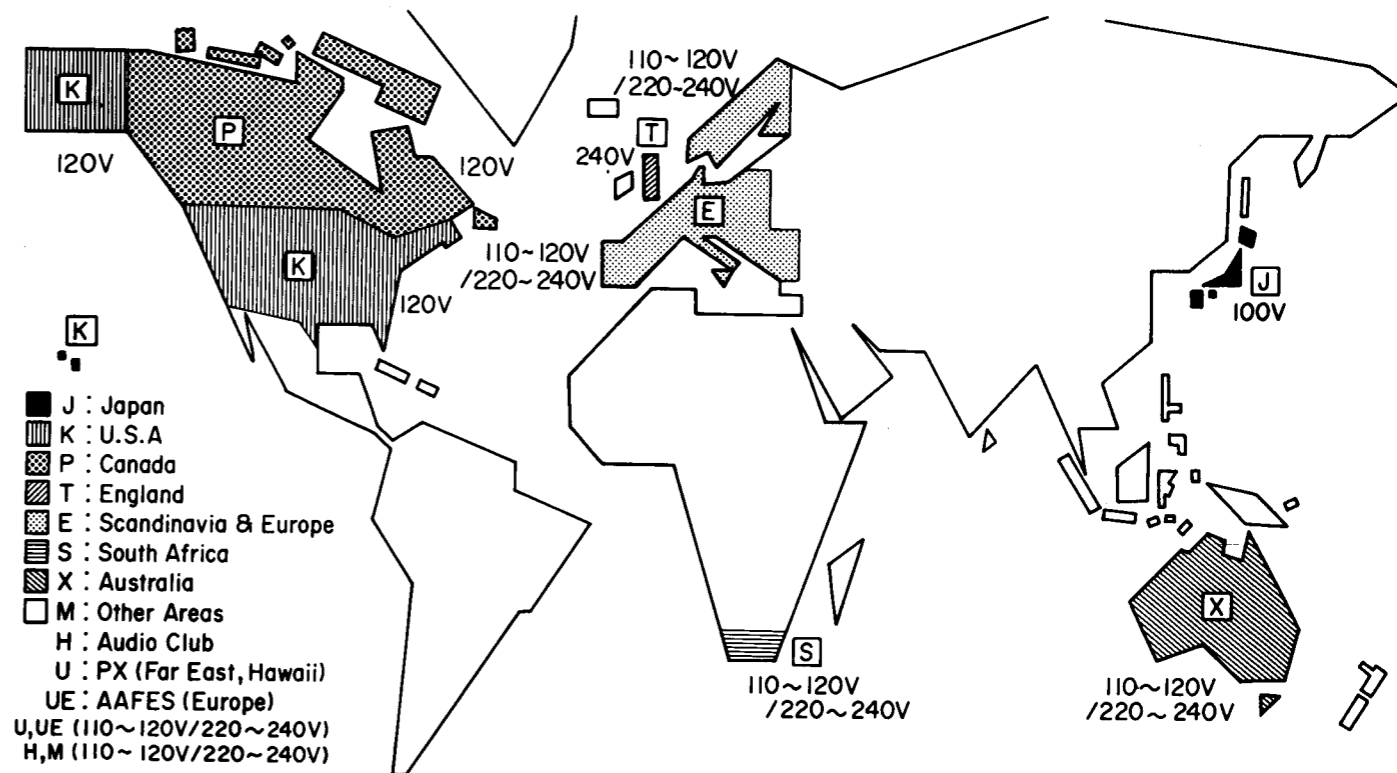 K
120V
P
120V
K
120V
K
110~120V
/220~240V
T
240V
E
110~120V
/220~240V
J
100V
S
110~120V
/220~240V
X
110~120V
/220~240V
J : Japan
K : U.S.A
P : Canada
T : England
E : Scandinavia & Europe
S : South Africa
X : Australia
M : Other Areas
H : Audio Club
U : PX (Far East, Hawaii)
UE : AAFES (Europe)
U,UE (110~120V/220~240V)
H,M (110~120V/220~240V)